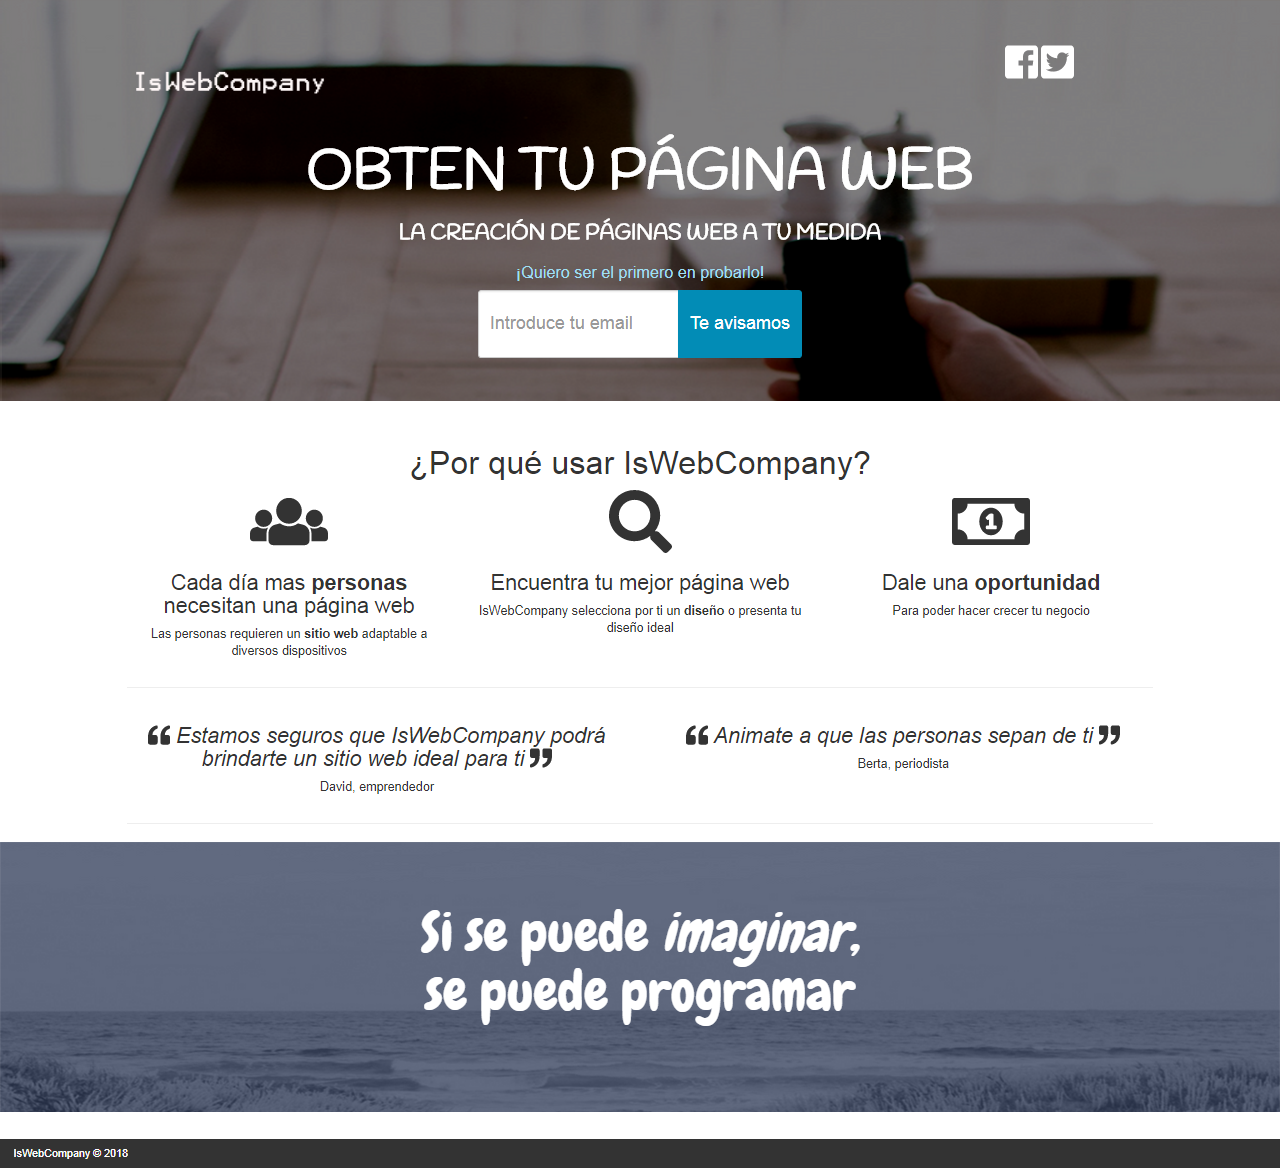 IsWebCompany
OBTEN TU PÁGINA WEB
LA CREACIÓN DE PÁGINAS WEB A TU MEDIDA
¡Quiero ser el primero en probarlo!
Introduce tu email
Te avisamos
¿Por qué usar IsWebCompany?
1
Cada día mas personas
necesitan una página web
Las personas requieren un sitio web adaptable a
diversos dispositivos
Encuentra tu mejor página web
IsWebCompany selecciona por ti un diseño o presenta tu
diseño ideal
Dale una oportunidad
Para poder hacer crecer tu negocio
❝ Estamos seguros que IsWebCompany podrá
brindarte un sitio web ideal para ti ❞
David, emprendedor
❝ Animate a que las personas sepan de ti ❞
Berta, periodista
Si se puede imaginar,
se puede programar
IsWebCompany © 2018